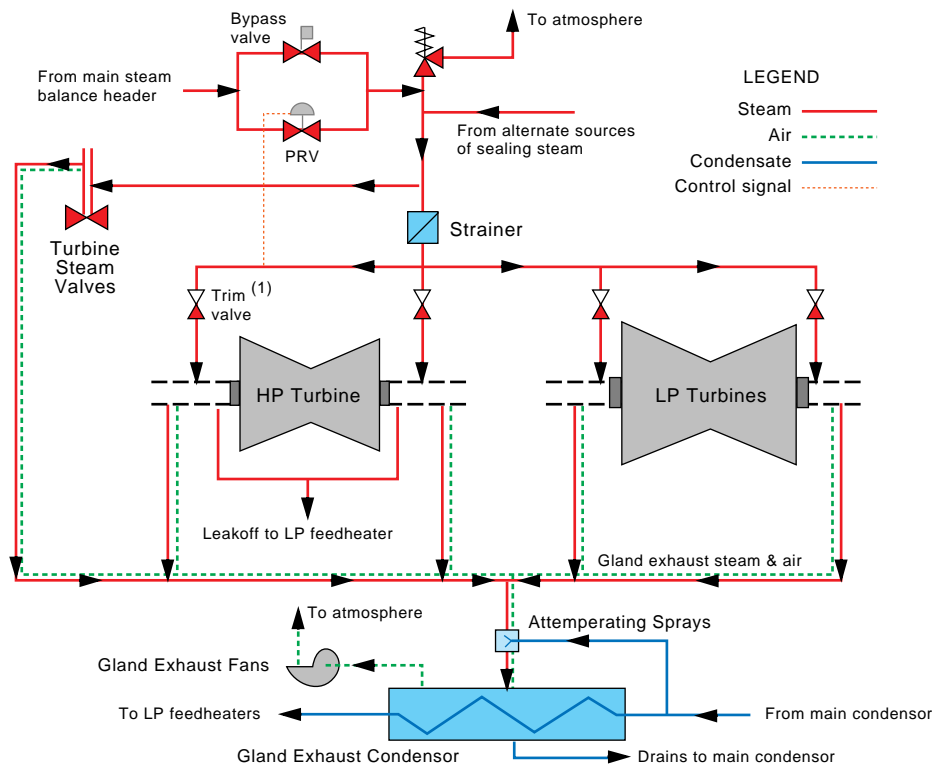 To atmosphere
Bypass
valve
From main steam
balance header
LEGEND
Steam
Air
Condensate
Control signal
From alternate sources
of sealing steam
PRV
Strainer
Turbine
Steam
Valves
Trim (1)
valve
HP Turbine
LP Turbines
Leakoff to LP feedheater
Gland exhaust steam & air
To atmosphere
Attemperating Sprays
Gland Exhaust Fans
To LP feedheaters
From main condensor
Gland Exhaust Condensor
Drains to main condensor